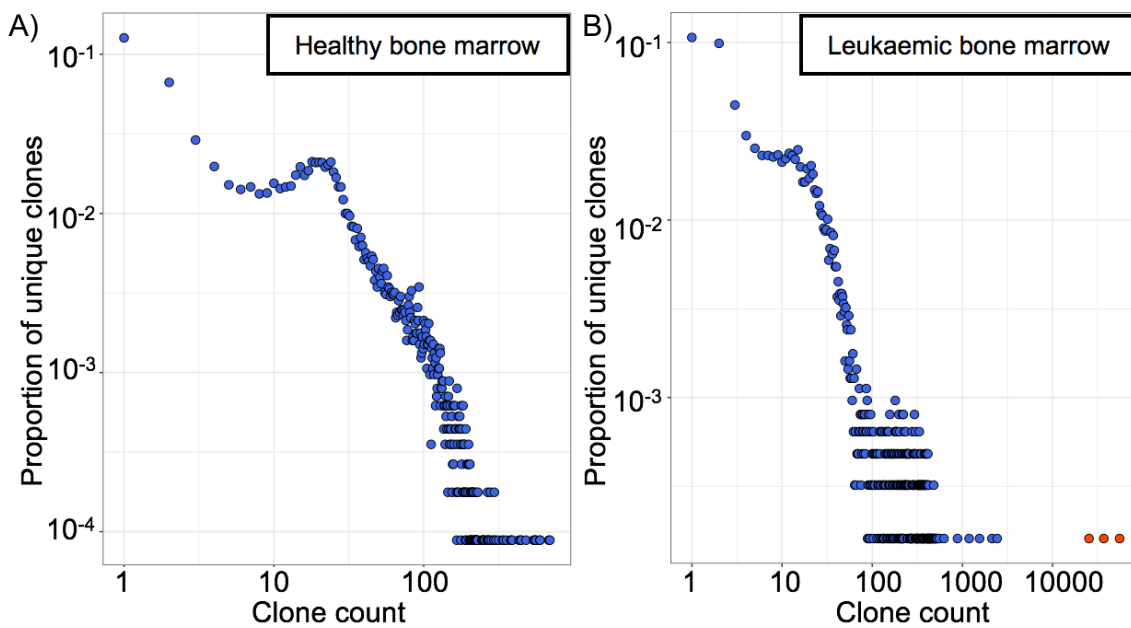 A)
Healthy bone marrow
Proportion of unique clones
10⁻¹
10⁻²
10⁻³
10⁻⁴
1 10 100
Clone count
B)
Leukaemic bone marrow
Proportion of unique clones
10⁻¹
10⁻²
10⁻³
1 10 100 1000 10000
Clone count